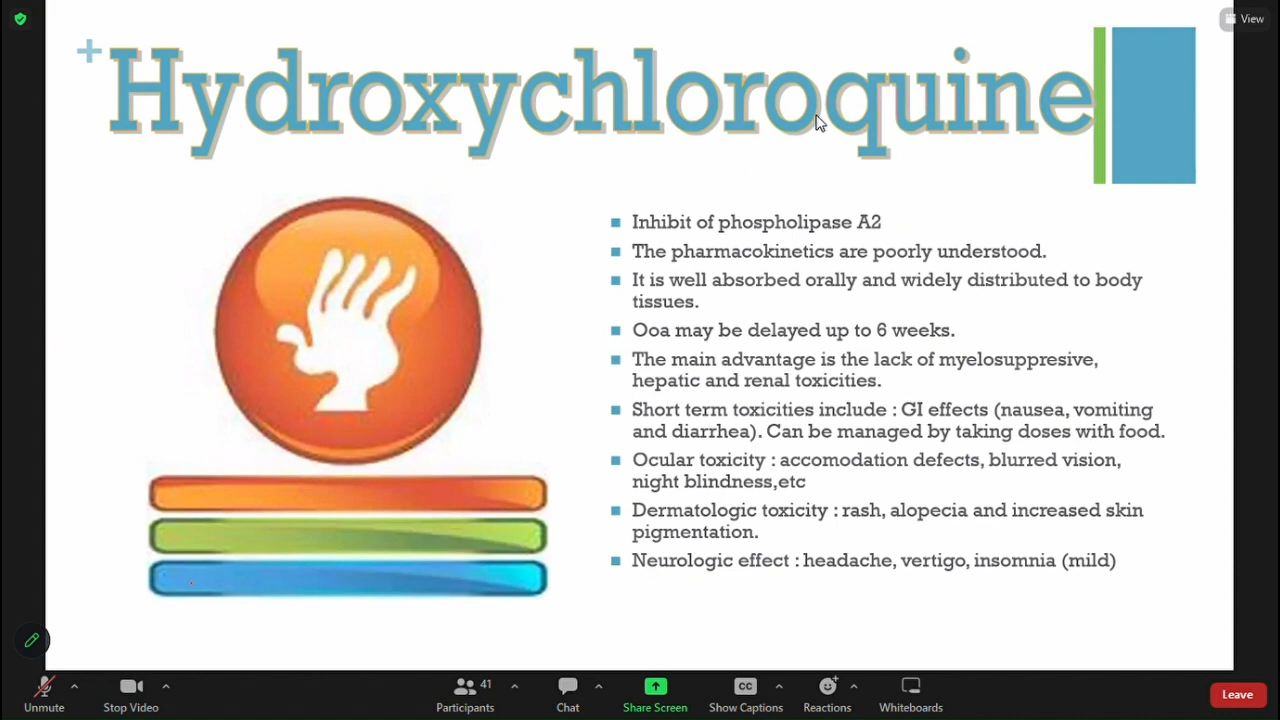 View
+
Hydroxychloroquine
Inhibit of phospholipase A2
The pharmacokinetics are poorly understood.
It is well absorbed orally and widely distributed to body
tissues.
Ooa may be delayed up to 6 weeks.
The main advantage is the lack of myelosuppresive,
hepatic and renal toxicities.
Short term toxicities include : GI effects (nausea, vomiting
and diarrhea). Can be managed by taking doses with food.
Ocular toxicity : accomodation defects, blurred vision,
night blindness,etc
Dermatologic toxicity : rash, alopecia and increased skin
pigmentation.
Neurologic effect : headache, vertigo, insomnia (mild)
41
CC
Unmute
Stop Video
Participants
Chat
Share Screen
Show Captions
Reactions
Whiteboards
Leave